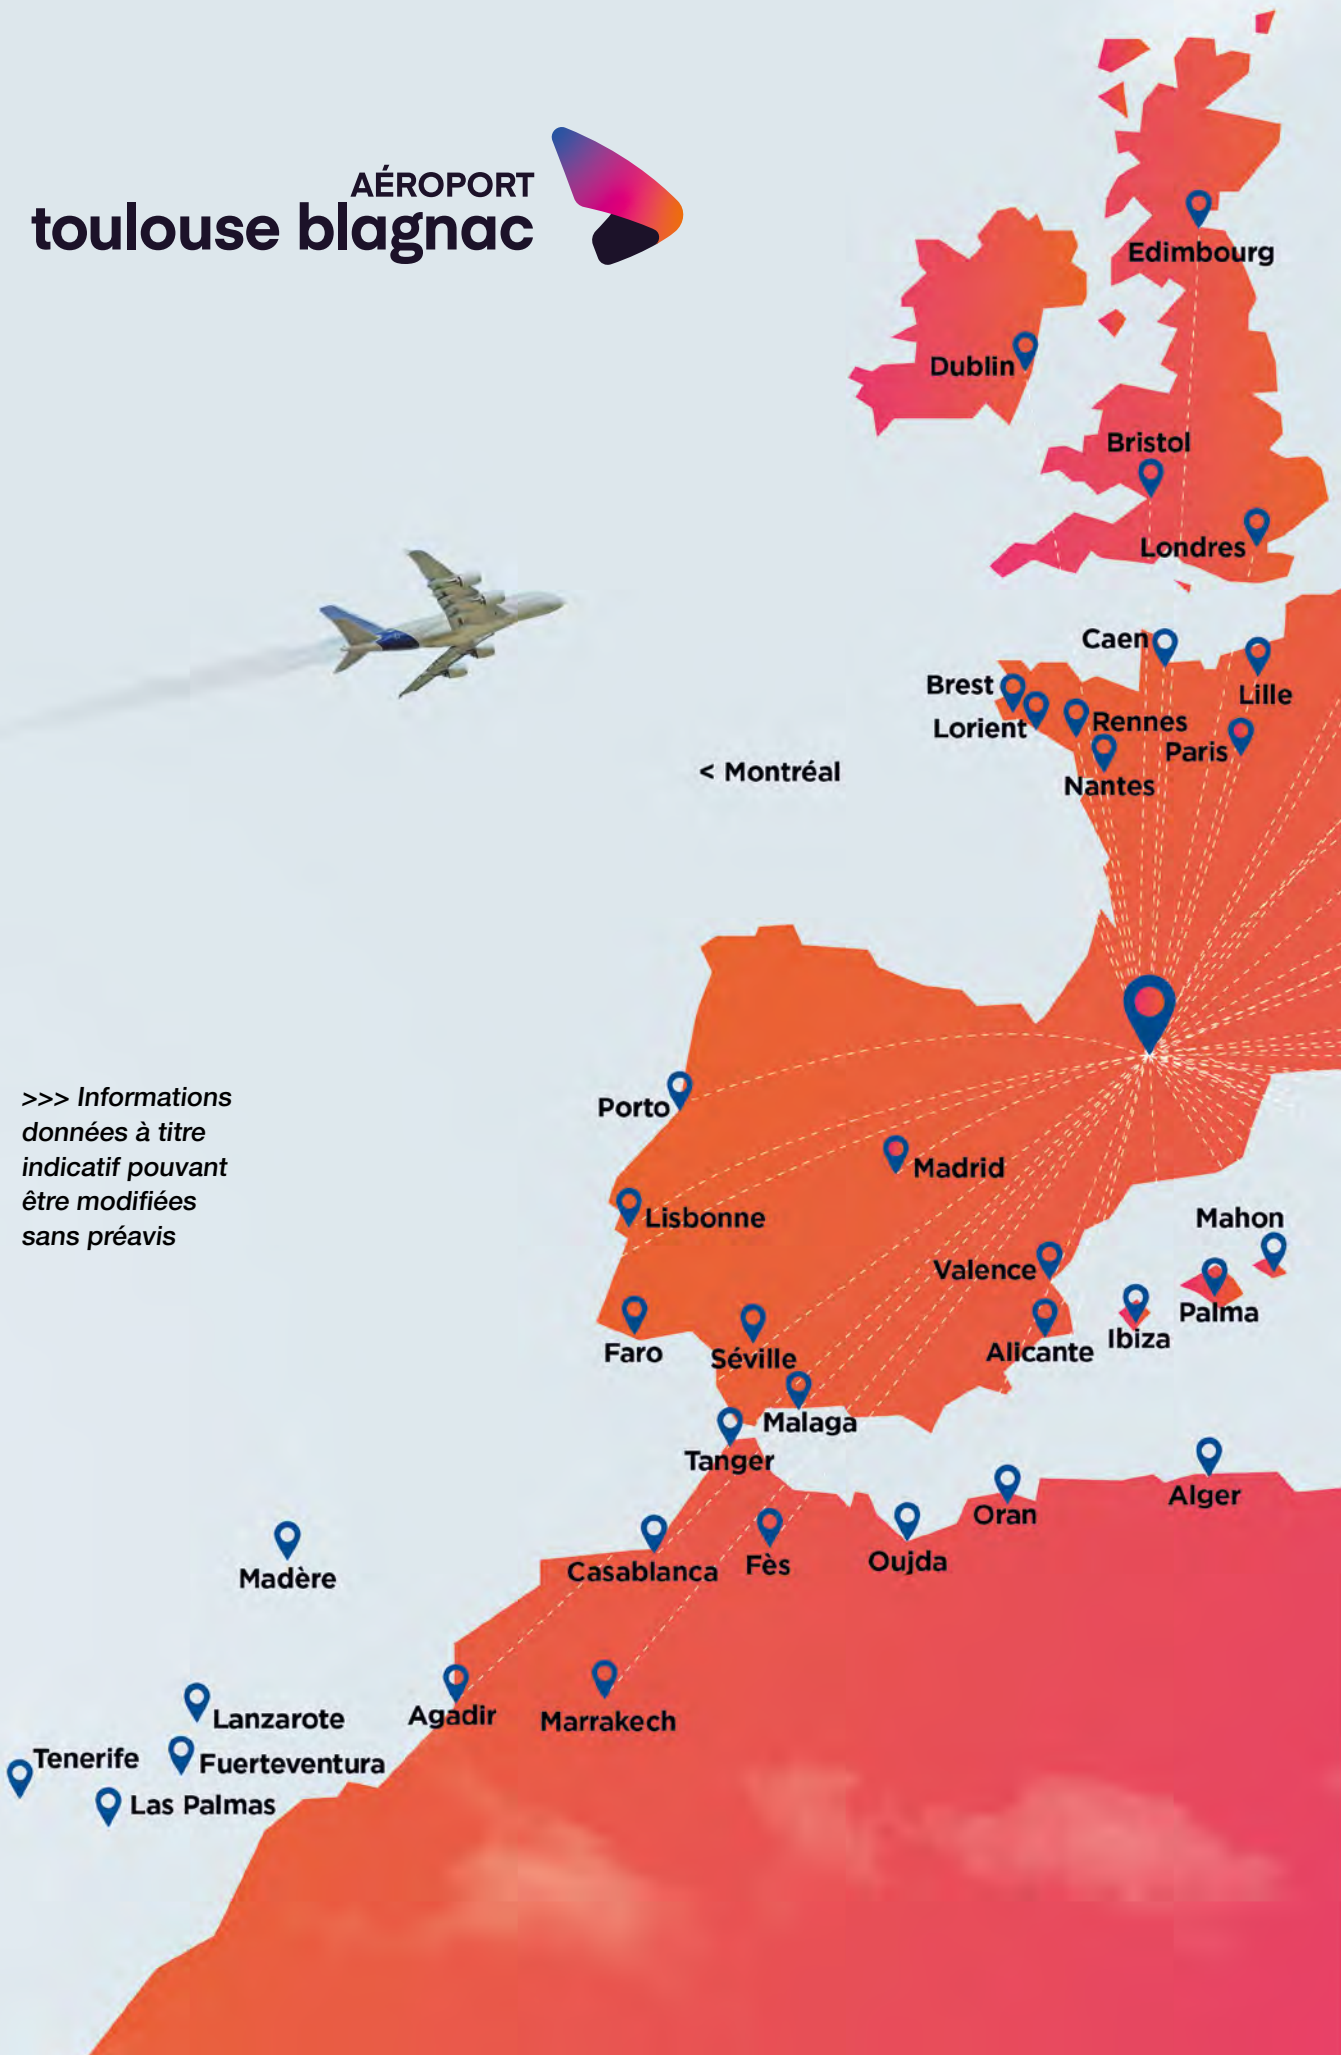 AÉROPORT
toulouse blagnac
Edimbourg
Dublin
Bristol
Londres
Caen
Brest
Lille
Lorient
Rennes
Paris
Nantes
< Montréal
>>> Informations
données à titre
indicatif pouvant
être modifiées
sans préavis
Porto
Madrid
Lisbonne
Mahon
Valence
Palma
Ibiza
Alicante
Faro
Séville
Malaga
Tanger
Alger
Oran
Oujda
Fès
Casablanca
Madère
Agadir
Marrakech
Lanzarote
Tenerife
Fuerteventura
Las Palmas